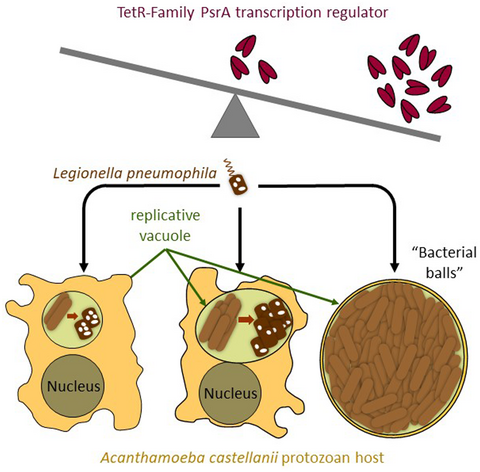 TetR-Family PsrA transcription regulator
Legionella pneumophila
replicative
vacuole
“Bacterial
balls”
Nucleus
Nucleus
Acanthamoeba castellanii protozoan host